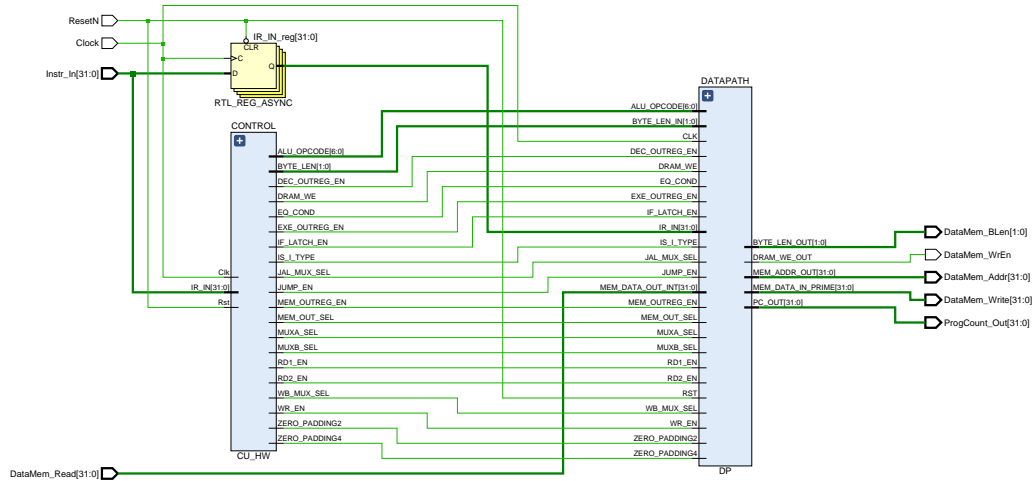 ResetN
Clock
Instr_In[31:0]
DataMem_Read[31:0]
IR_IN_reg[31:0]
CLR
C
D
Q
RTL_REG_ASYNC
CONTROL
Clk
IR_IN[31:0]
Rst
ALU_OPCODE[6:0]
BYTE_LEN[1:0]
DEC_OUTREG_EN
DRAM_WE
EQ_COND
EXE_OUTREG_EN
IF_LATCH_EN
IS_I_TYPE
JAL_MUX_SEL
JUMP_EN
MEM_OUTREG_EN
MEM_OUT_SEL
MUXA_SEL
MUXB_SEL
RD1_EN
RD2_EN
WB_MUX_SEL
WR_EN
ZERO_PADDING2
ZERO_PADDING4
CU_HW
DATAPATH
ALU_OPCODE[6:0]
BYTE_LEN_IN[1:0]
CLK
DEC_OUTREG_EN
DRAM_WE
EQ_COND
EXE_OUTREG_EN
IF_LATCH_EN
IR_IN[31:0]
IS_I_TYPE
JAL_MUX_SEL
JUMP_EN
MEM_DATA_OUT_INT[31:0]
MEM_OUTREG_EN
MEM_OUT_SEL
MUXA_SEL
MUXB_SEL
RD1_EN
RD2_EN
RST
WB_MUX_SEL
WR_EN
ZERO_PADDING2
ZERO_PADDING4
BYTE_LEN_OUT[1:0]
DRAM_WE_OUT
MEM_ADDR_OUT[31:0]
MEM_DATA_IN_PRIME[31:0]
PC_OUT[31:0]
DP
DataMem_BLen[1:0]
DataMem_WrEn
DataMem_Addr[31:0]
DataMem_Write[31:0]
ProgCount_Out[31:0]